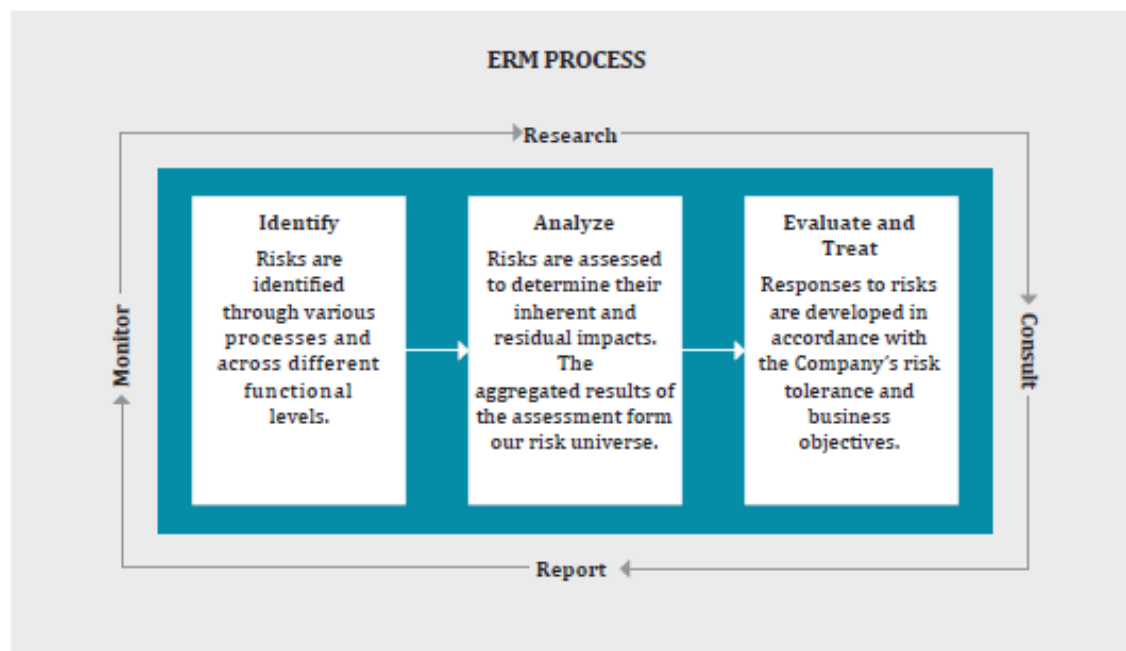 ERM PROCESS
Research
Identify
Risks are
identified
through various
processes and
across different
functional
levels.
Analyze
Risks are assessed
to determine their
inherent and
residual impacts.
The
aggregated results of
the assessment form
our risk universe.
Evaluate and
Treat
Responses to risks
are developed in
accordance with
the Company's risk
tolerance and
business
objectives.
Monitor
Consult
Report